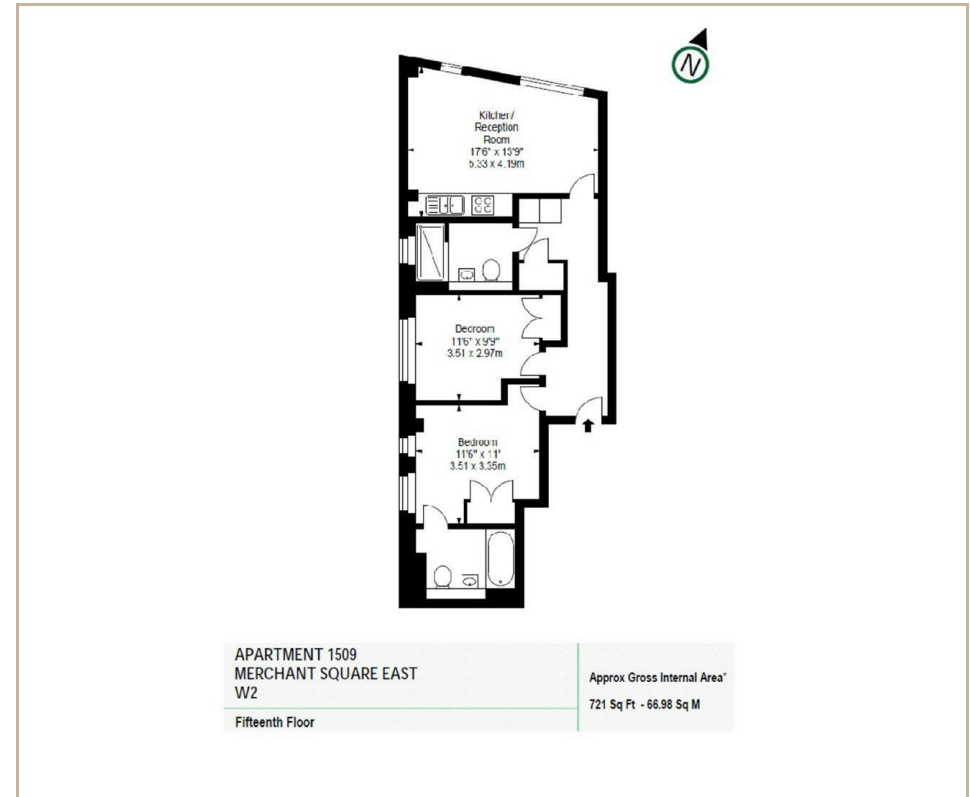 N
Kitchen/
Reception
Room
17'6" x 13'9"
5.33 x 4.19m
Bedroom
11'6" x 9'9"
3.51 x 2.97m
Bedroom
11'6" x 11'
3.51 x 3.35m
APARTMENT 1509
MERCHANT SQUARE EAST
W2
Fifteenth Floor
Approx Gross Internal Area*
721 Sq Ft - 66.98 Sq M